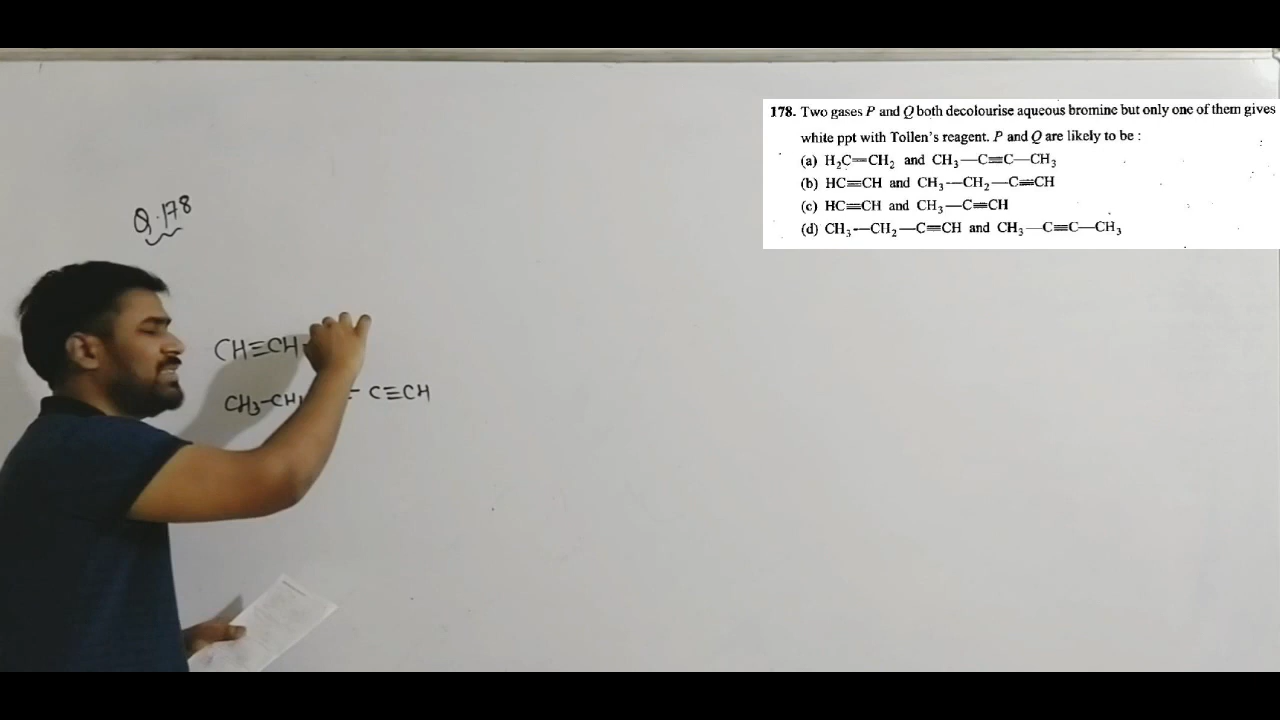 178. Two gases P and Q both decolourise aqueous bromine but only one of them gives
white ppt with Tollen's reagent. P and Q are likely to be :
(a) H₂C=CH₂ and CH₃—C≡C—CH₃
(b) HC≡CH and CH₃—CH₂—C≡CH
(c) HC≡CH and CH₃—C≡CH
(d) CH₃—CH₂—C≡CH and CH₃—C≡C—CH₃
Q.178
CH≡CH
CH₃-CH - C≡CH